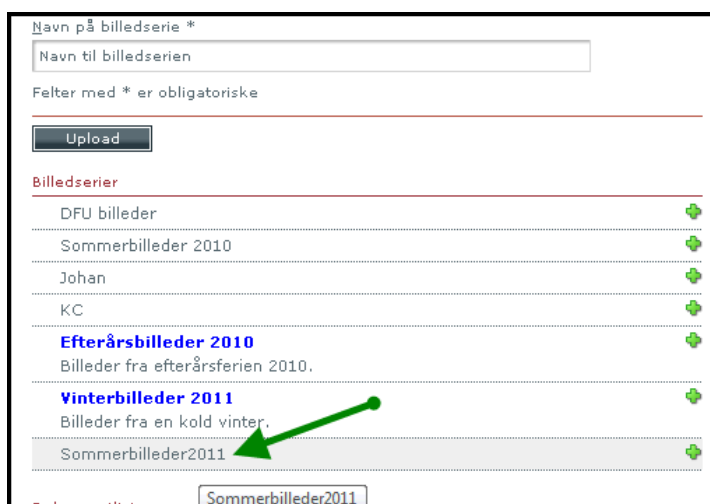 Navn på billedserie *
Navn til billedserien
Felter med * er obligatoriske
Upload
Billedserier
DFU billeder
Sommerbilleder 2010
Johan
KC
Efterårsbilleder 2010
Billeder fra efterårsferien 2010.
Vinterbilleder 2011
Billeder fra en kold vinter.
Sommerbilleder2011
Sommerbilleder2011